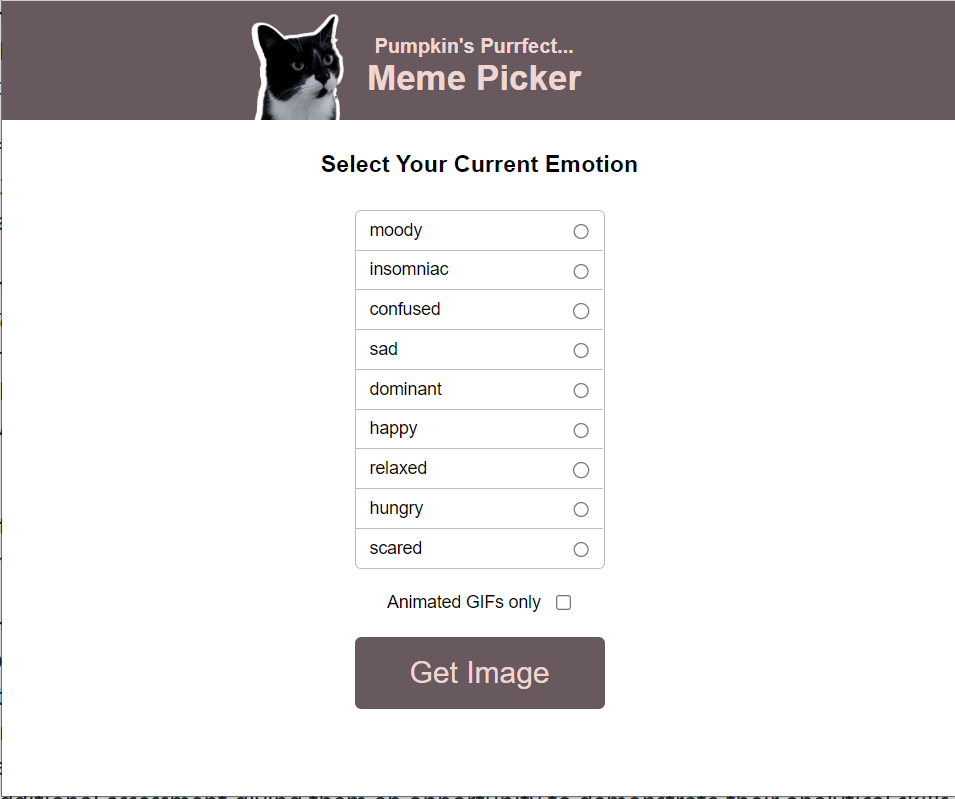 Pumpkin's Purrfect...
Meme Picker
Select Your Current Emotion
moody
insomniac
confused
sad
dominant
happy
relaxed
hungry
scared
Animated GIFs only
Get Image